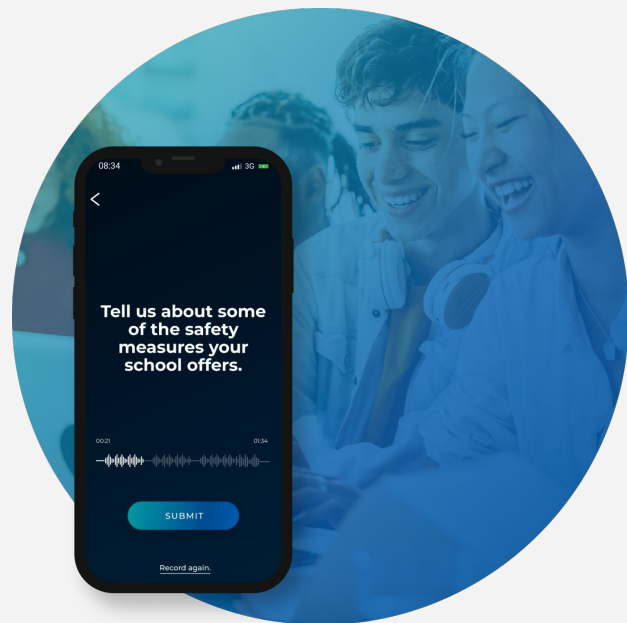 08:34 3G
Tell us about some
of the safety
measures your
school offers.
00:21 01:34
SUBMIT
Record again.